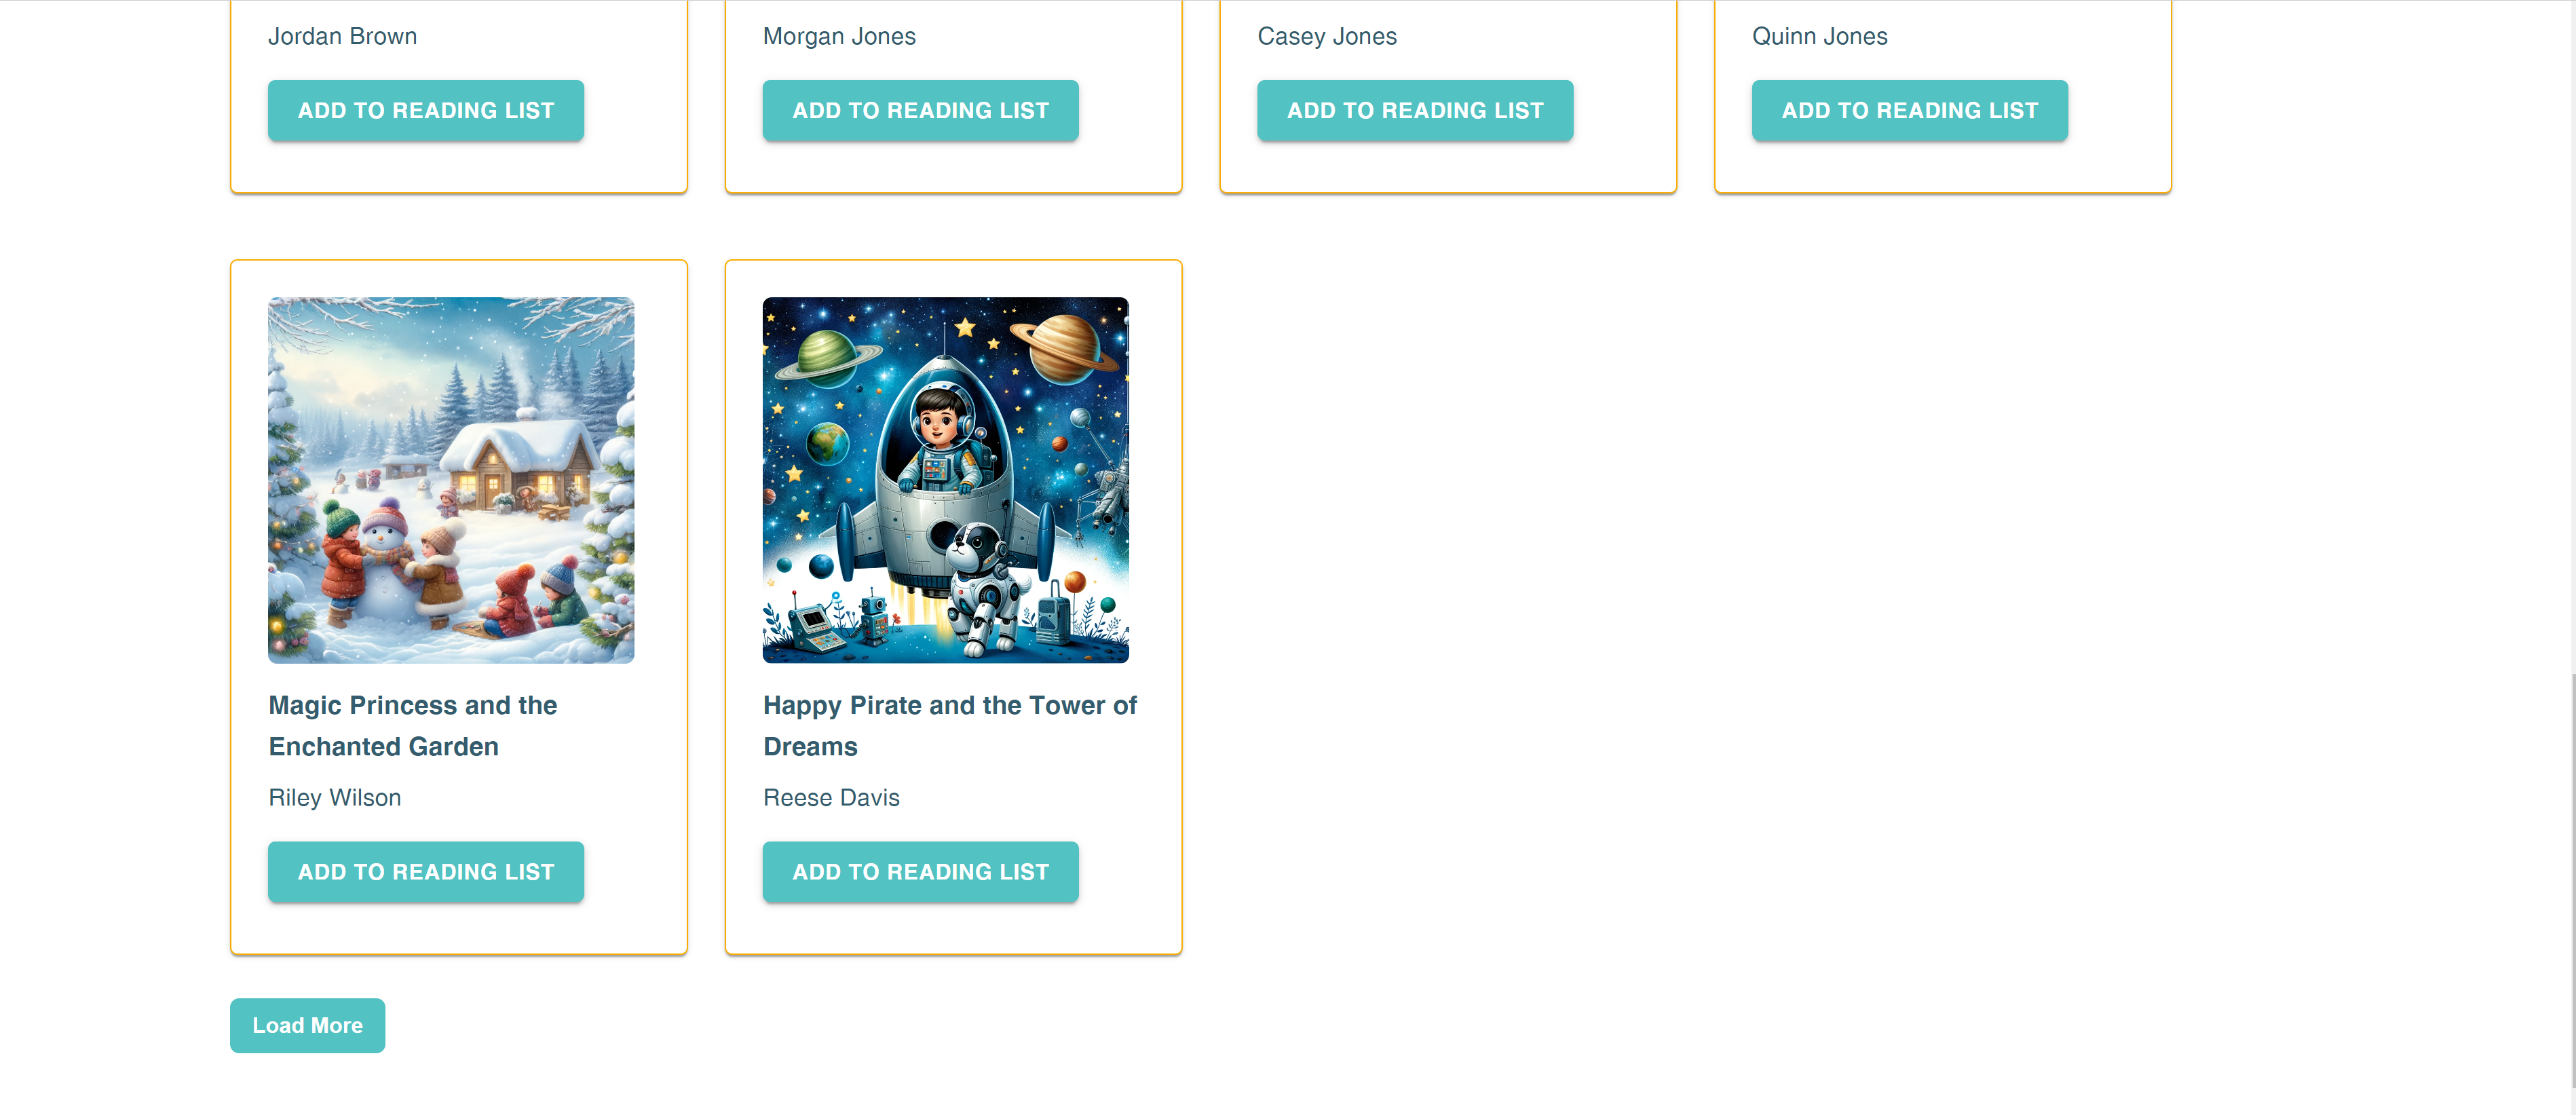 Jordan Brown
Morgan Jones
Casey Jones
Quinn Jones
ADD TO READING LIST
ADD TO READING LIST
ADD TO READING LIST
ADD TO READING LIST
Magic Princess and the
Enchanted Garden
Riley Wilson
ADD TO READING LIST
Happy Pirate and the Tower of
Dreams
Reese Davis
ADD TO READING LIST
Load More